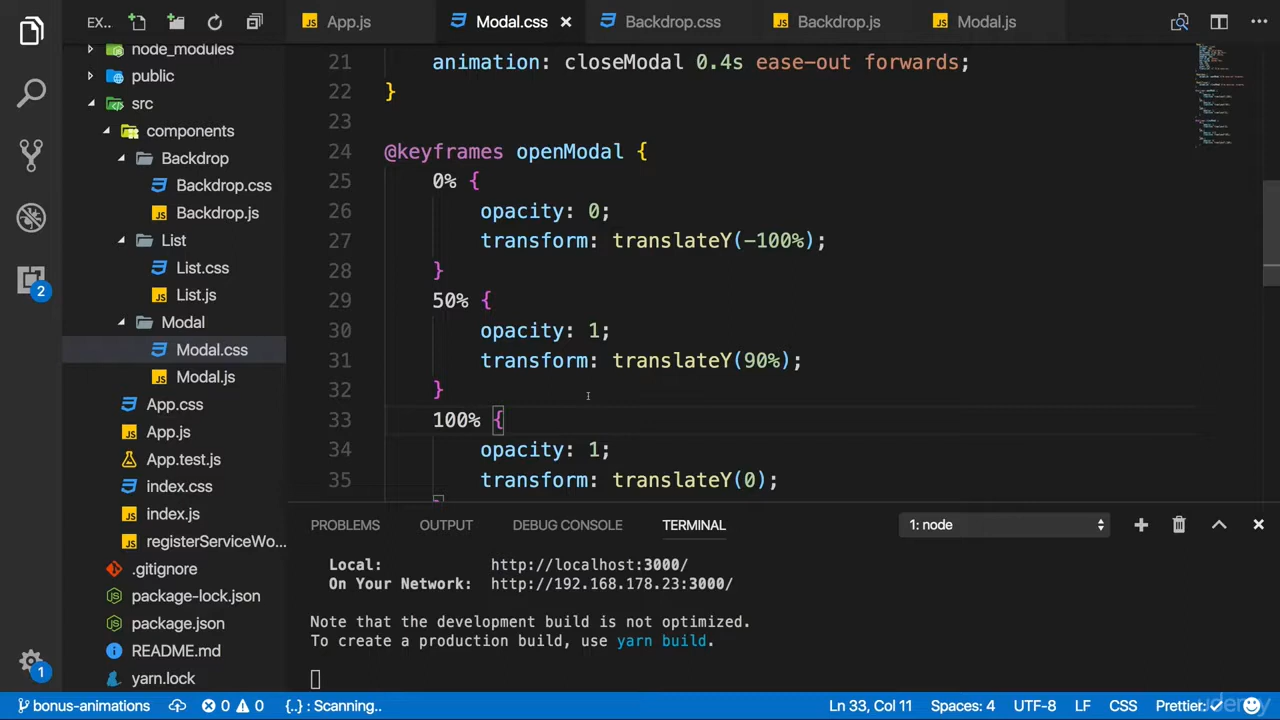 EX...
App.js
Modal.css
Backdrop.css
Backdrop.js
Modal.js
node_modules
public
src
components
Backdrop
Backdrop.css
Backdrop.js
List
List.css
List.js
Modal
Modal.css
Modal.js
App.css
App.js
App.test.js
index.css
index.js
registerServiceWo...
.gitignore
package-lock.json
package.json
README.md
yarn.lock
2
1
21 animation: closeModal 0.4s ease-out forwards;
22 }
23
24 @keyframes openModal {
25 0% {
26 opacity: 0;
27 transform: translateY(-100%);
28 }
29 50% {
30 opacity: 1;
31 transform: translateY(90%);
32 }
33 100% {
34 opacity: 1;
35 transform: translateY(0);
}
PROBLEMS OUTPUT DEBUG CONSOLE TERMINAL 1: node
Local: http://localhost:3000/
On Your Network: http://192.168.178.23:3000/
Note that the development build is not optimized.
To create a production build, use yarn build.
bonus-animations 0 0 {..} : Scanning.. Ln 33, Col 11 Spaces: 4 UTF-8 LF CSS Prettier: ✓
udemy